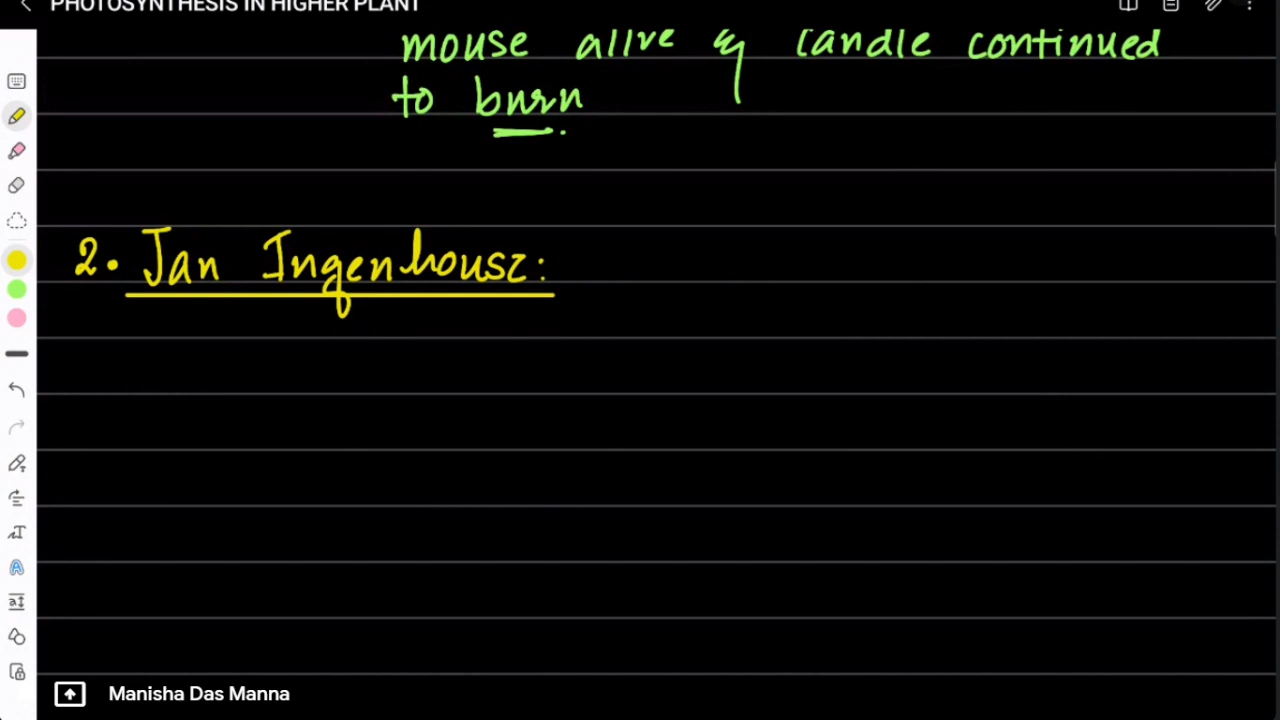 PHOTOSYNTHESIS IN HIGHER PLANT
mouse alive & candle continued
to burn.
2. Jan Ingenhousz:
Manisha Das Manna